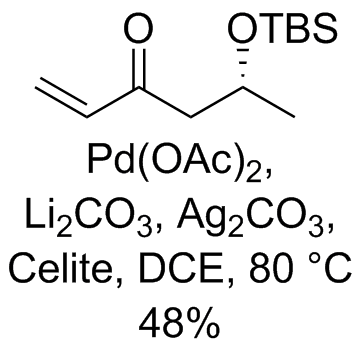 O
OTBS
Pd(OAc)₂,
Li₂CO₃, Ag₂CO₃,
Celite, DCE, 80 °C
48%